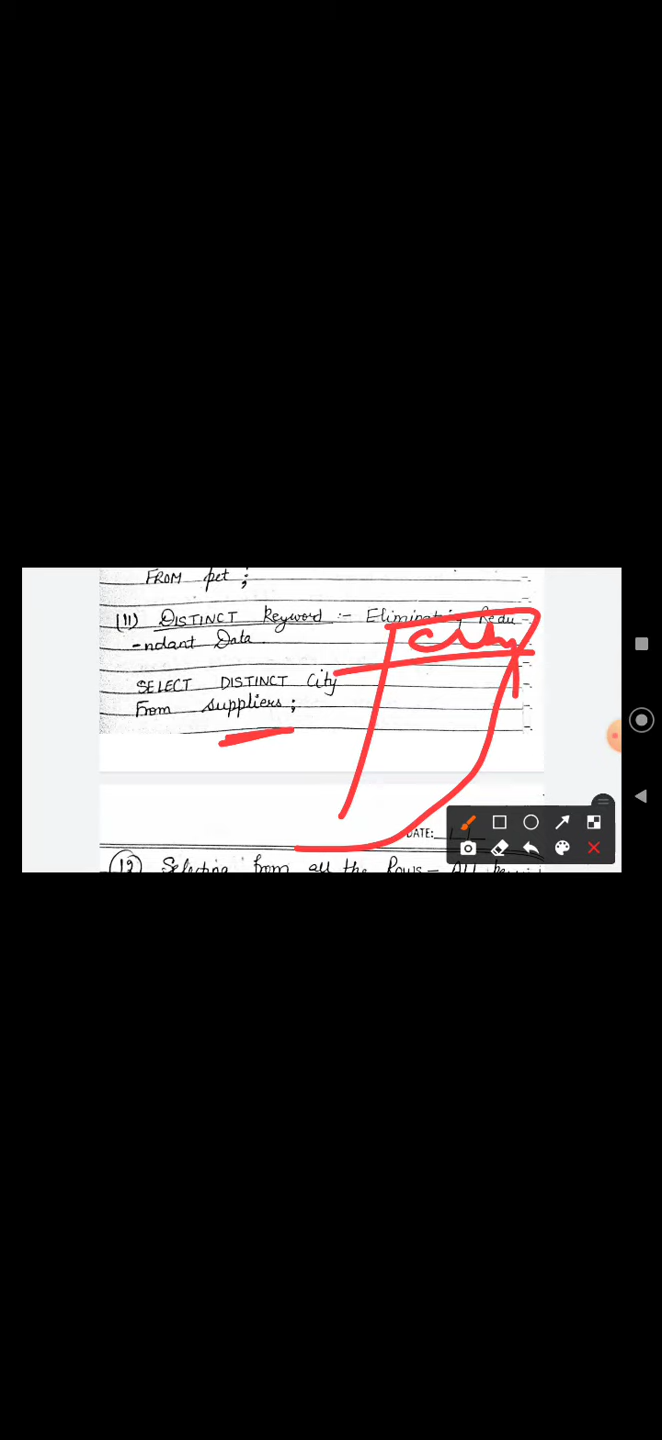 FROM pet ;
(11) DISTINCT keyword :- Eliminating Redu
-ndant Data.
city
SELECT DISTINCT City
From suppliers ;
DATE:
(12) Selecting from all the Rows – All